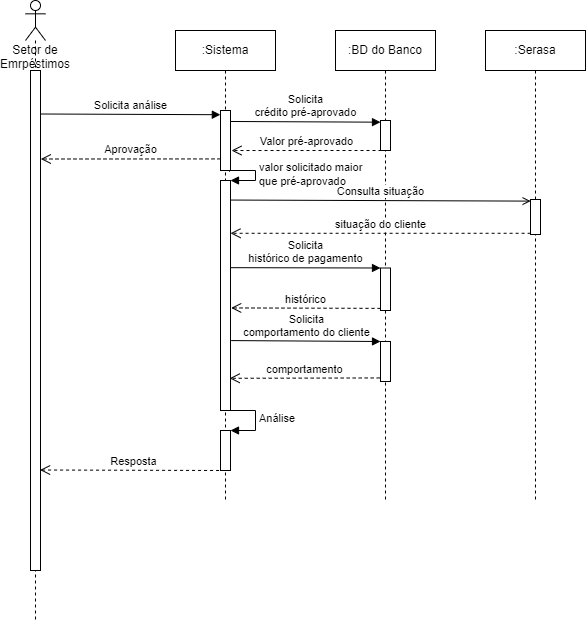 Setor de
Emrpéstimos
:Sistema
:BD do Banco
:Serasa
Solicita análise
Solicita
crédito pré-aprovado
Valor pré-aprovado
Aprovação
valor solicitado maior
que pré-aprovado
Consulta situação
situação do cliente
Solicita
histórico de pagamento
histórico
Solicita
comportamento do cliente
comportamento
Análise
Resposta